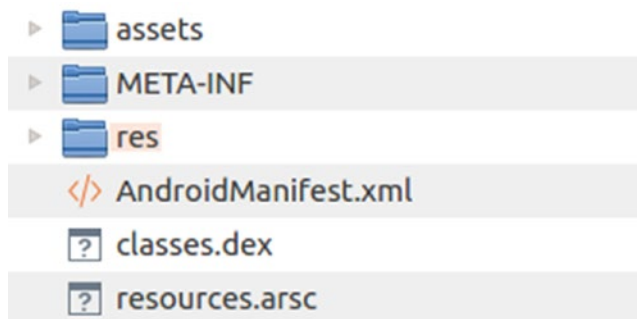 assets
META-INF
res
AndroidManifest.xml
classes.dex
resources.arsc